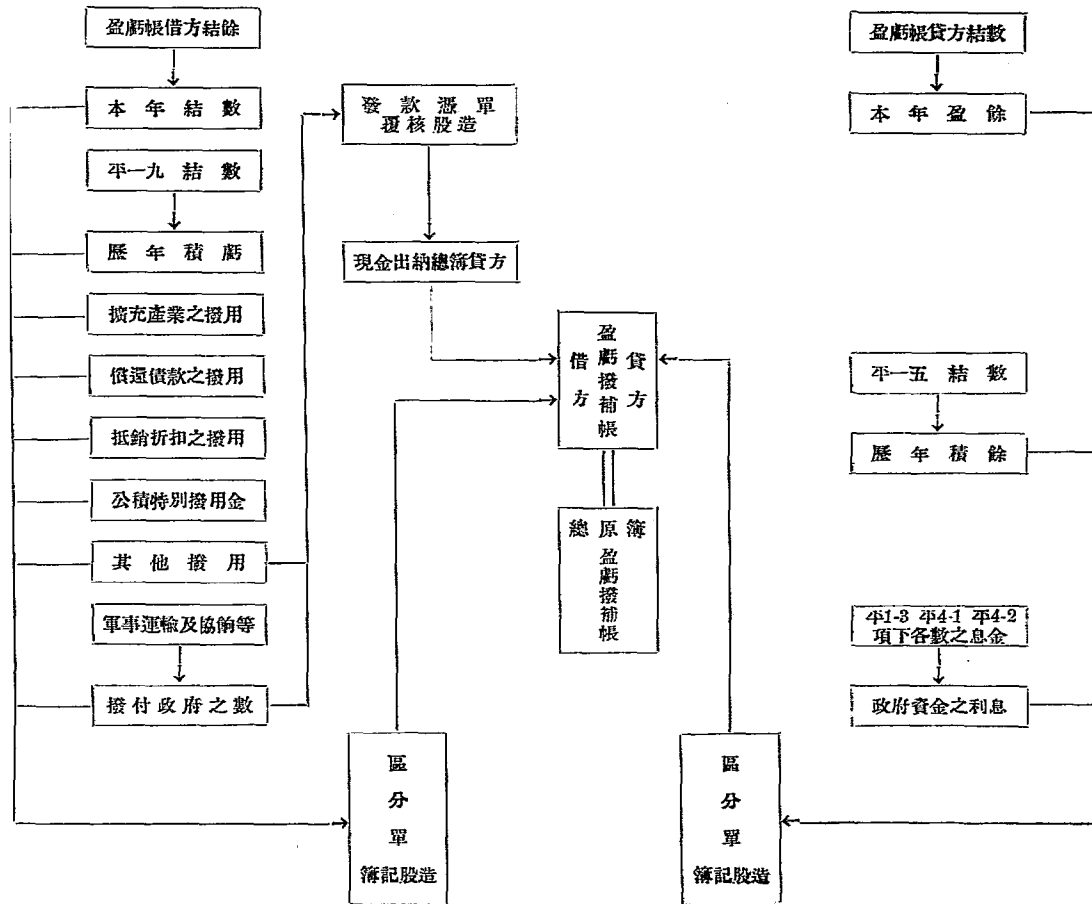 盈虧帳借方結餘
本年結數
平一九結數
歷年積虧
擴充產業之撥用
償還債款之撥用
抵銷折扣之撥用
公積特別撥用金
其他撥用
軍事運輸及協餉等
撥付政府之數
發款憑單
覆核股造
現金出納總簿貸方
借方
盈虧撥補帳
貸方
總原簿
盈虧撥補帳
區分單
簿記股造
區分單
簿記股造
盈虧帳貸方結數
本年盈餘
平一五結數
歷年積餘
平1-3 平4-1 平4-2
項下各數之息金
政府資金之利息